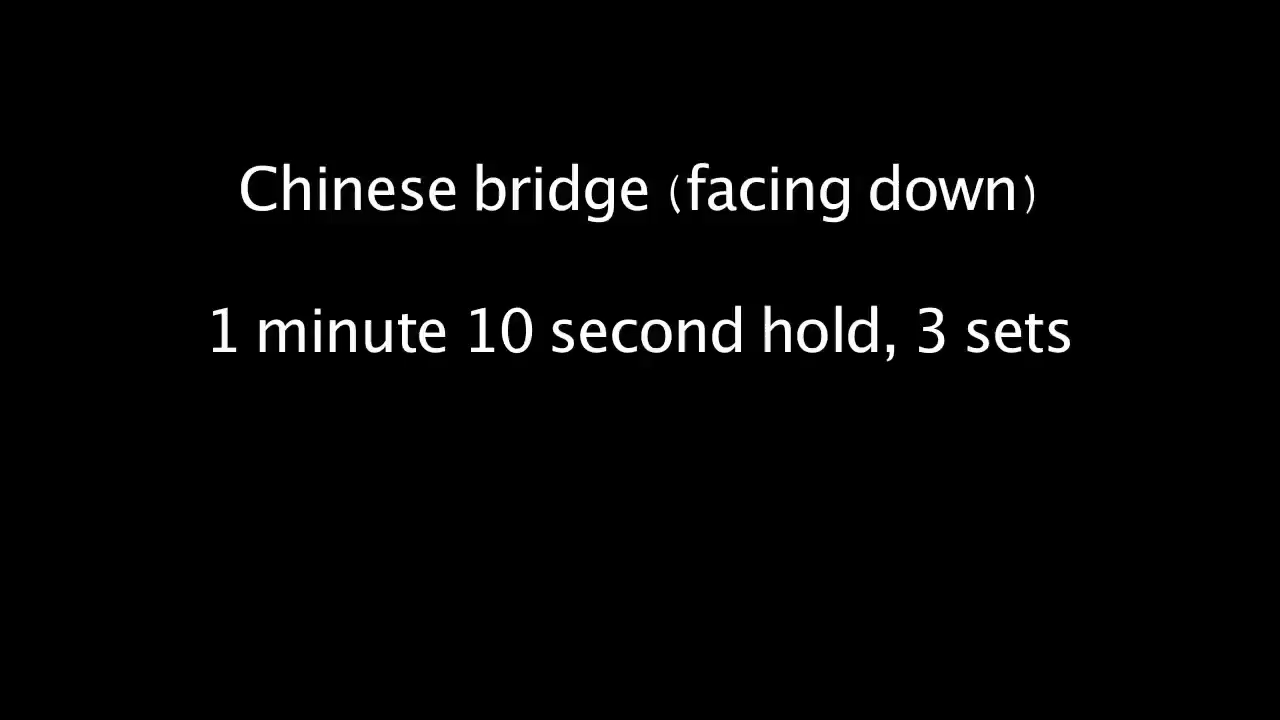 Chinese bridge (facing down)
1 minute 10 second hold, 3 sets